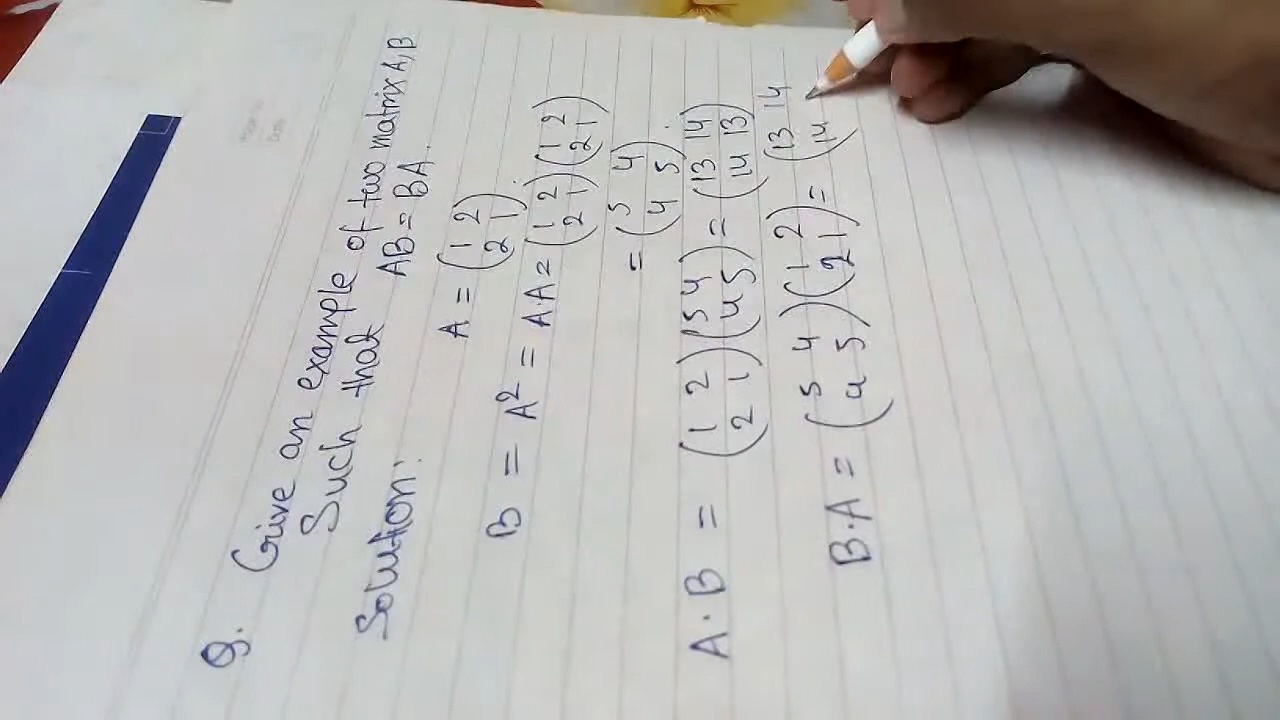 Q. Give an example of two matrix A,B
Such that AB = BA.
Solution:
A = (1 2
2 1)
B = A² = A.A = (1 2
2 1)(1 2
2 1)
= (5 4
4 5)
A·B = (1 2
2 1)(5 4
4 5) = (13 14
14 13)
B·A = (5 4
4 5)(1 2
2 1) = (13 14
14